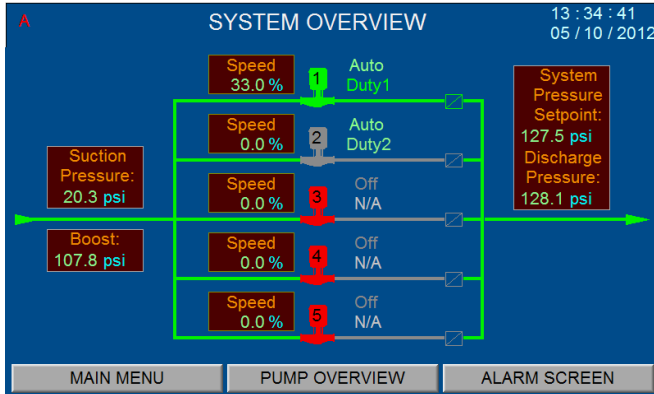 A
SYSTEM OVERVIEW
13 : 34 : 41
05 / 10 / 2012
Speed
33.0 %
1
Auto
Duty1
System
Pressure
Setpoint:
127.5 psi
Discharge
Pressure:
128.1 psi
Speed
0.0 %
2
Auto
Duty2
Suction
Pressure:
20.3 psi
Boost:
107.8 psi
Speed
0.0 %
3
Off
N/A
Speed
0.0 %
4
Off
N/A
Speed
0.0 %
5
Off
N/A
MAIN MENU
PUMP OVERVIEW
ALARM SCREEN